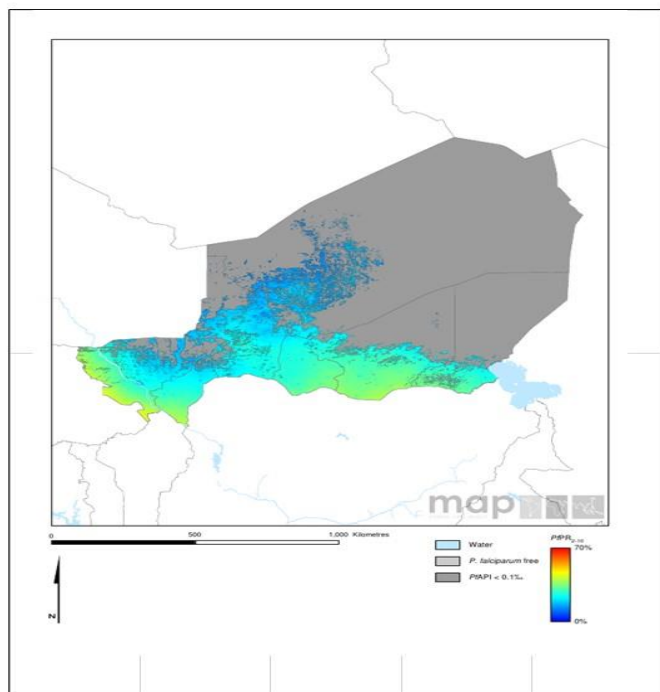 map
0 500 1,000 Kilometres
Water
P. falciparum free
PfAPI < 0.1‰
PfPR2-10
70%
0%
N